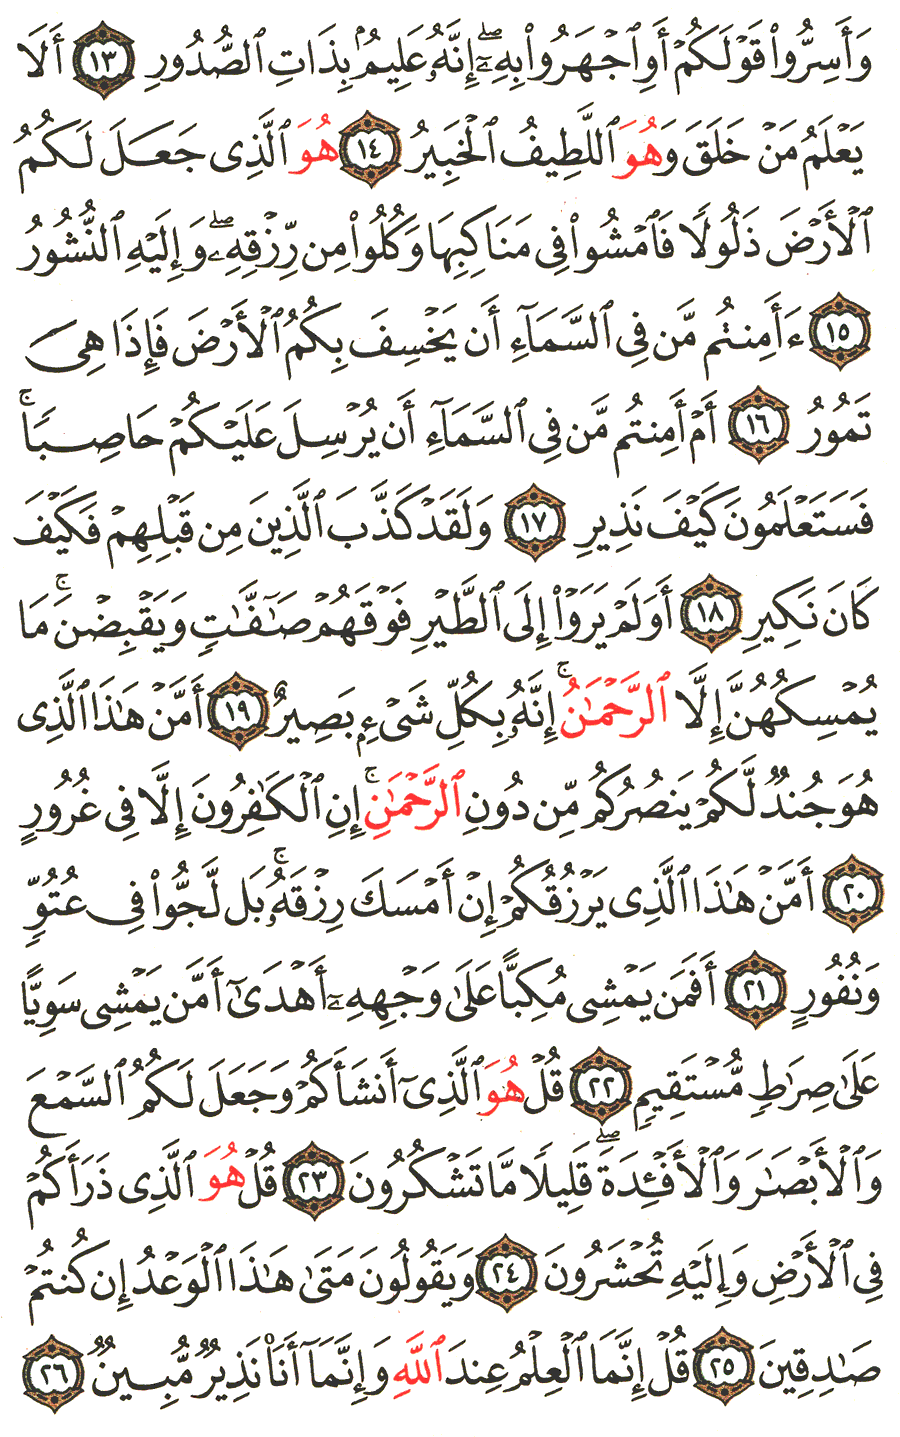 وَأَسِرُّوا۟ قَوْلَكُمْ أَوِ ٱجْهَرُوا۟ بِهِۦٓ ۖ إِنَّهُۥ عَلِيمٌۢ بِذَاتِ ٱلصُّدُورِ ١٣ أَلَا
يَعْلَمُ مَنْ خَلَقَ وَهُوَ ٱللَّطِيفُ ٱلْخَبِيرُ ١٤ هُوَ ٱلَّذِى جَعَلَ لَكُمُ
ٱلْأَرْضَ ذَلُولًا فَٱمْشُوا۟ فِى مَنَاكِبِهَا وَكُلُوا۟ مِن رِّزْقِهِۦ ۖ وَإِلَيْهِ ٱلنُّشُورُ
١٥ ءَأَمِنتُم مَّن فِى ٱلسَّمَآءِ أَن يَخْسِفَ بِكُمُ ٱلْأَرْضَ فَإِذَا هِىَ
تَمُورُ ١٦ أَمْ أَمِنتُم مَّن فِى ٱلسَّمَآءِ أَن يُرْسِلَ عَلَيْكُمْ حَاصِبًا ۚ
فَسَتَعْلَمُونَ كَيْفَ نَذِيرِ ١٧ وَلَقَدْ كَذَّبَ ٱلَّذِينَ مِن قَبْلِهِمْ فَكَيْفَ
كَانَ نَكِيرِ ١٨ أَوَلَمْ يَرَوْا۟ إِلَى ٱلطَّيْرِ فَوْقَهُمْ صَـٰٓفَّـٰتٍ وَيَقْبِضْنَ ۚ مَا
يُمْسِكُهُنَّ إِلَّا ٱلرَّحْمَـٰنُ ۚ إِنَّهُۥ بِكُلِّ شَىْءٍۭ بَصِيرٌ ١٩ أَمَّنْ هَـٰذَا ٱلَّذِى
هُوَ جُندٌ لَّكُمْ يَنصُرُكُم مِّن دُونِ ٱلرَّحْمَـٰنِ ۚ إِنِ ٱلْكَـٰفِرُونَ إِلَّا فِى غُرُورٍ
٢٠ أَمَّنْ هَـٰذَا ٱلَّذِى يَرْزُقُكُمْ إِنْ أَمْسَكَ رِزْقَهُۥ ۚ بَل لَّجُّوا۟ فِى عُتُوٍّ
وَنُفُورٍ ٢١ أَفَمَن يَمْشِى مُكِبًّا عَلَىٰ وَجْهِهِۦٓ أَهْدَىٰٓ أَمَّن يَمْشِى سَوِيًّا
عَلَىٰ صِرَٰطٍ مُّسْتَقِيمٍ ٢٢ قُلْ هُوَ ٱلَّذِىٓ أَنشَأَكُمْ وَجَعَلَ لَكُمُ ٱلسَّمْعَ
وَٱلْأَبْصَـٰرَ وَٱلْأَفْـِٔدَةَ ۖ قَلِيلًا مَّا تَشْكُرُونَ ٢٣ قُلْ هُوَ ٱلَّذِى ذَرَأَكُمْ
فِى ٱلْأَرْضِ وَإِلَيْهِ تُحْشَرُونَ ٢٤ وَيَقُولُونَ مَتَىٰ هَـٰذَا ٱلْوَعْدُ إِن كُنتُمْ
صَـٰدِقِينَ ٢٥ قُلْ إِنَّمَا ٱلْعِلْمُ عِندَ ٱللَّهِ وَإِنَّمَآ أَنَا۠ نَذِيرٌ مُّبِينٌ ٢٦